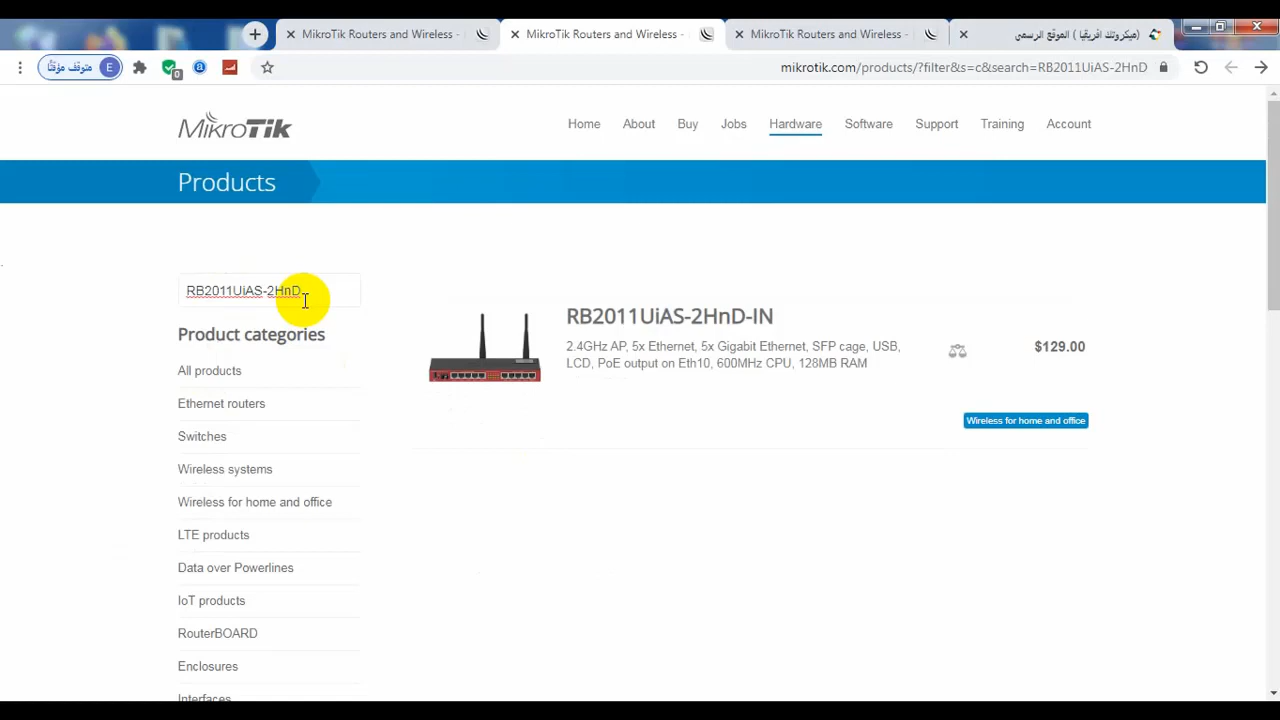 MikroTik Routers and Wireless -
MikroTik Routers and Wireless -
MikroTik Routers and Wireless -
(ميكروتك افريقيا ) الموقع الرسمي
متوقف مؤقتًا E
0
a
mikrotik.com/products/?filter&s=c&search=RB2011UiAS-2HnD
MikroTik
Home About Buy Jobs Hardware Software Support Training Account
Products
RB2011UiAS-2HnD
Product categories
All products
Ethernet routers
Switches
Wireless systems
Wireless for home and office
LTE products
Data over Powerlines
IoT products
RouterBOARD
Enclosures
Interfaces
RB2011UiAS-2HnD-IN
2.4GHz AP, 5x Ethernet, 5x Gigabit Ethernet, SFP cage, USB,
LCD, PoE output on Eth10, 600MHz CPU, 128MB RAM
$129.00
Wireless for home and office